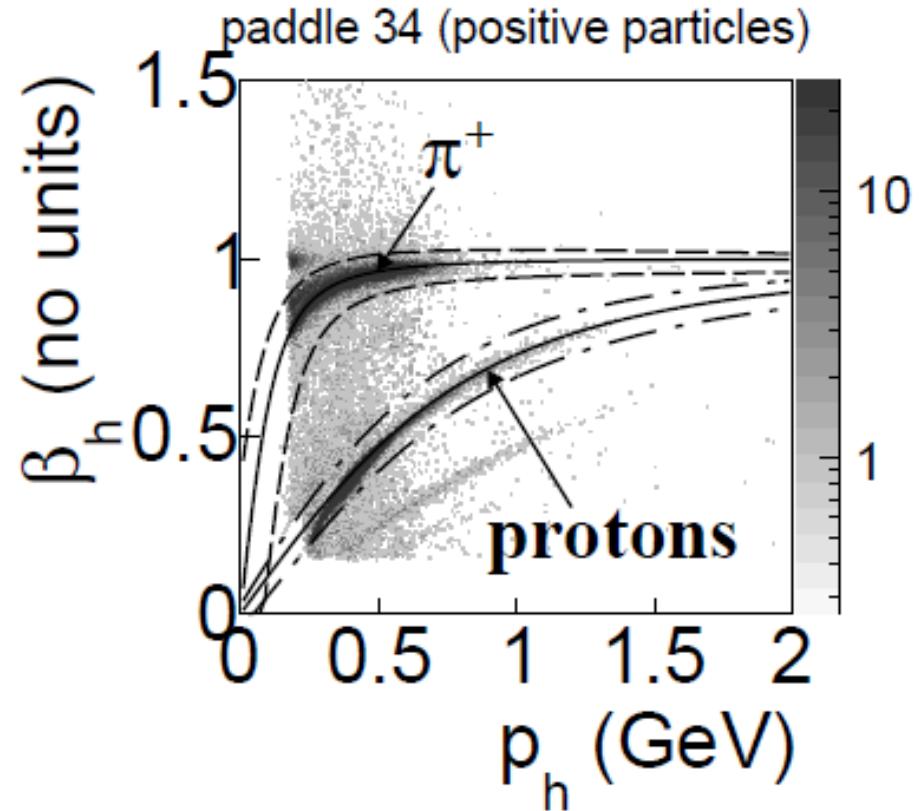 paddle 34 (positive particles)
β_h (no units)
1.5
1
0.5
0
π⁺
protons
10
1
0 0.5 1 1.5 2
p_h (GeV)